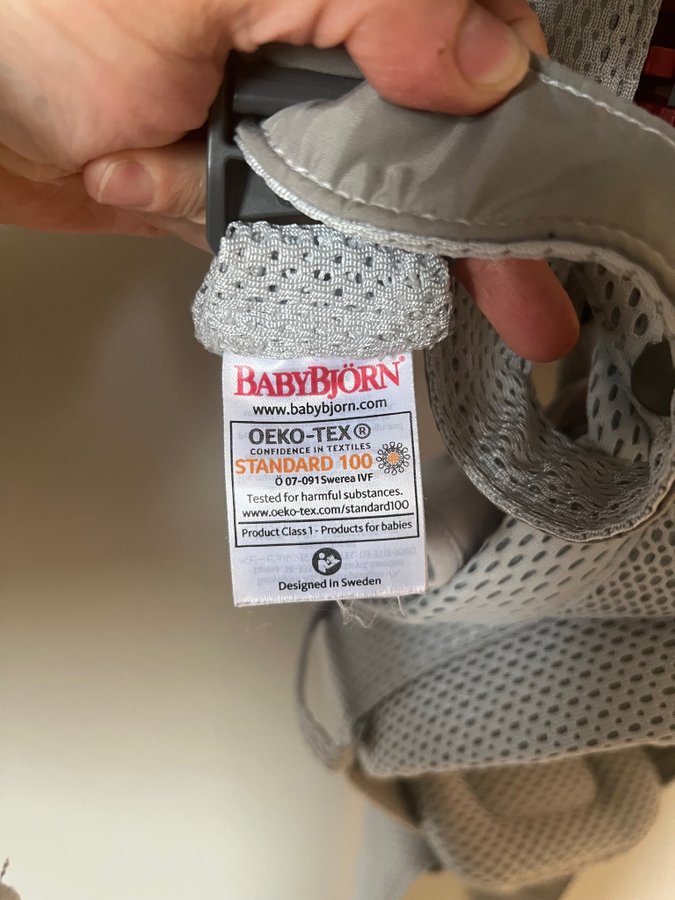 BABYBJÖRN®
www.babybjorn.com
OEKO-TEX®
CONFIDENCE IN TEXTILES
STANDARD 100
Ö 07-091 Swerea IVF
Tested for harmful substances.
www.oeko-tex.com/standard100
Product Class 1 - Products for babies
Designed in Sweden